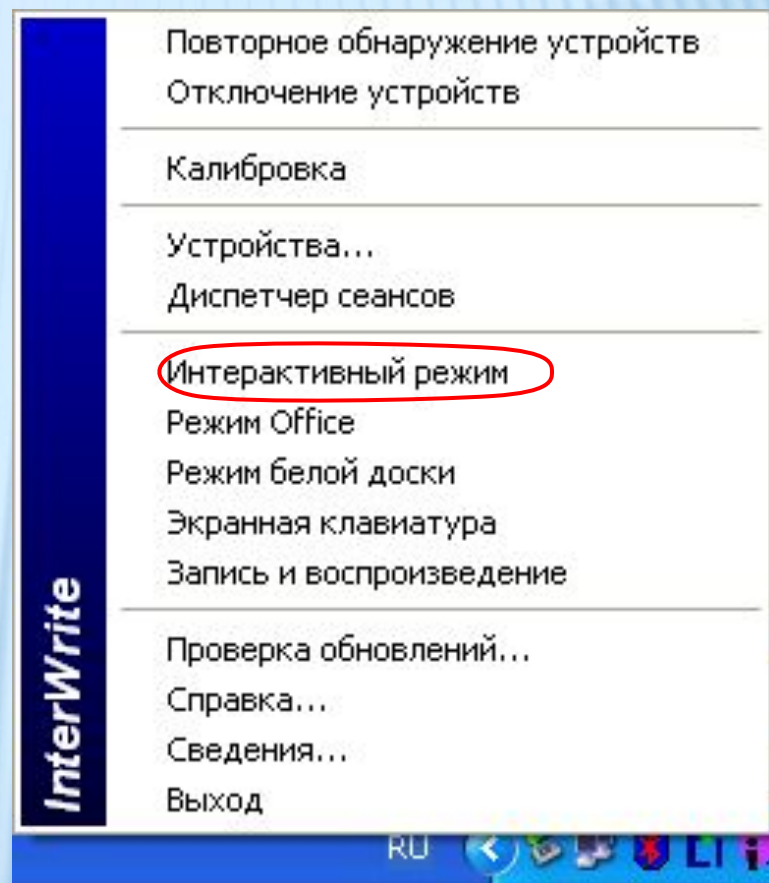 Повторное обнаружение устройств
Отключение устройств
Калибровка
Устройства...
Диспетчер сеансов
Интерактивный режим
Режим Office
Режим белой доски
Экранная клавиатура
Запись и воспроизведение
Проверка обновлений...
Справка...
Сведения...
Выход
InterWrite
RU